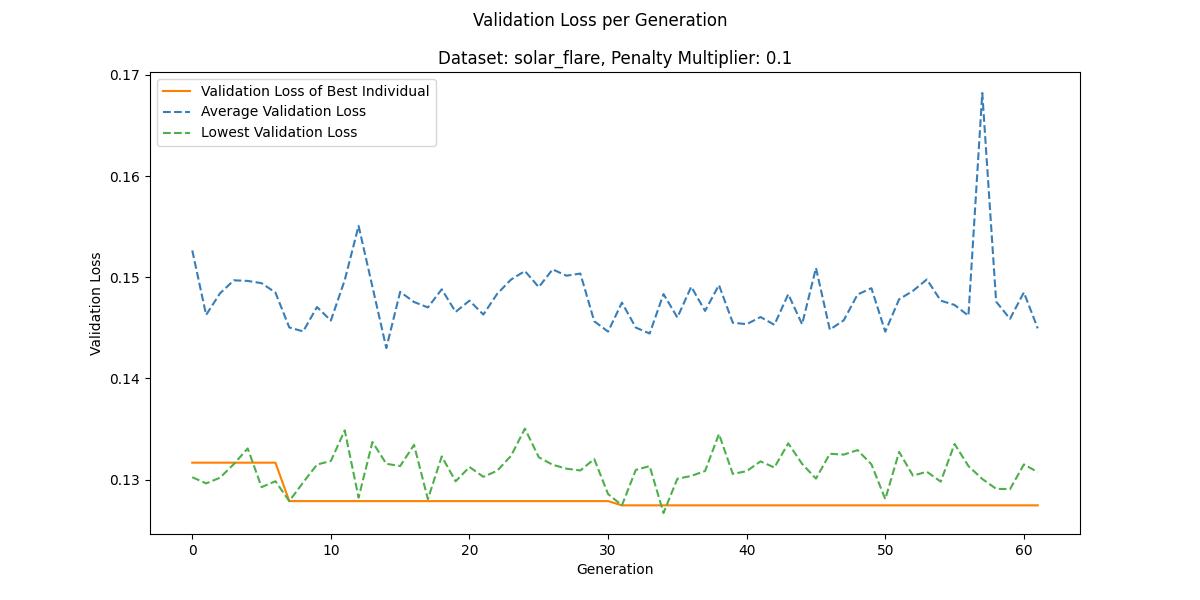 Validation Loss per Generation
Dataset: solar_flare, Penalty Multiplier: 0.1
Validation Loss of Best Individual
Average Validation Loss
Lowest Validation Loss
Validation Loss
0.17
0.16
0.15
0.14
0.13
0 10 20 30 40 50 60
Generation